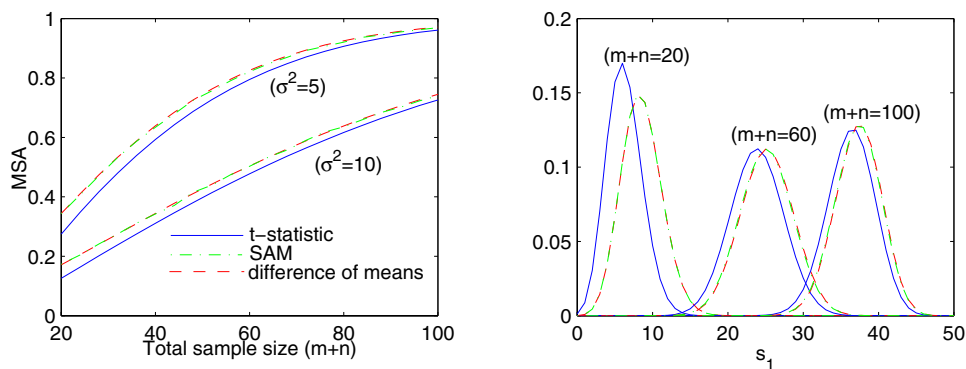 1
0.8
0.6
0.4
0.2
0
MSA
20
40
60
80
100
Total sample size (m+n)
(σ²=5)
(σ²=10)
t−statistic
SAM
difference of means
0.2
0.15
0.1
0.05
0
0
10
20
30
40
50
s₁
(m+n=20)
(m+n=60)
(m+n=100)